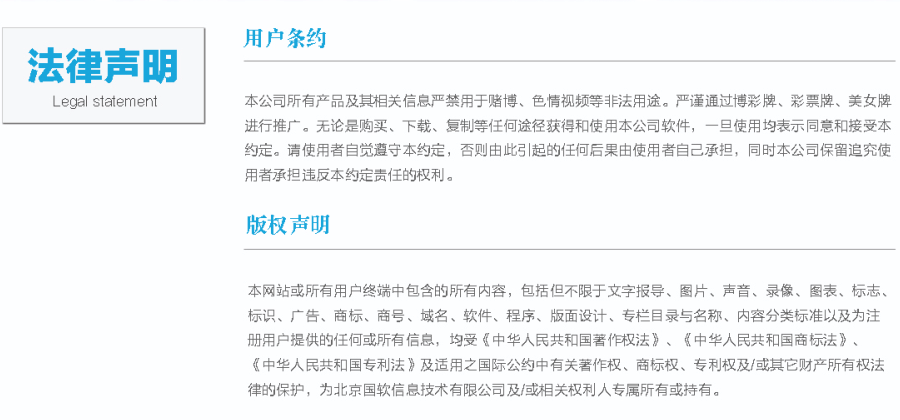 法律声明
Legal statement
用户条约
本公司所有产品及其相关信息严禁用于赌博、色情视频等非法用途。严谨通过博彩牌、彩票牌、美女牌
进行推广。无论是购买、下载、复制等任何途径获得和使用本公司软件，一旦使用均表示同意和接受本
约定。请使用者自觉遵守本约定，否则由此引起的任何后果由使用者自己承担，同时本公司保留追究使
用者承担违反本约定责任的权利。
版权声明
本网站或所有用户终端中包含的所有内容，包括但不限于文字报导、图片、声音、录像、图表、标志、
标识、广告、商标、商号、域名、软件、程序、版面设计、专栏目录与名称、内容分类标准以及为注
册用户提供的任何或所有信息，均受《中华人民共和国著作权法》、《中华人民共和国商标法》、
《中华人民共和国专利法》及适用之国际公约中有关著作权、商标权、专利权及/或其它财产所有权法
律的保护，为北京国软信息技术有限公司及/或相关权利人专属所有或持有。